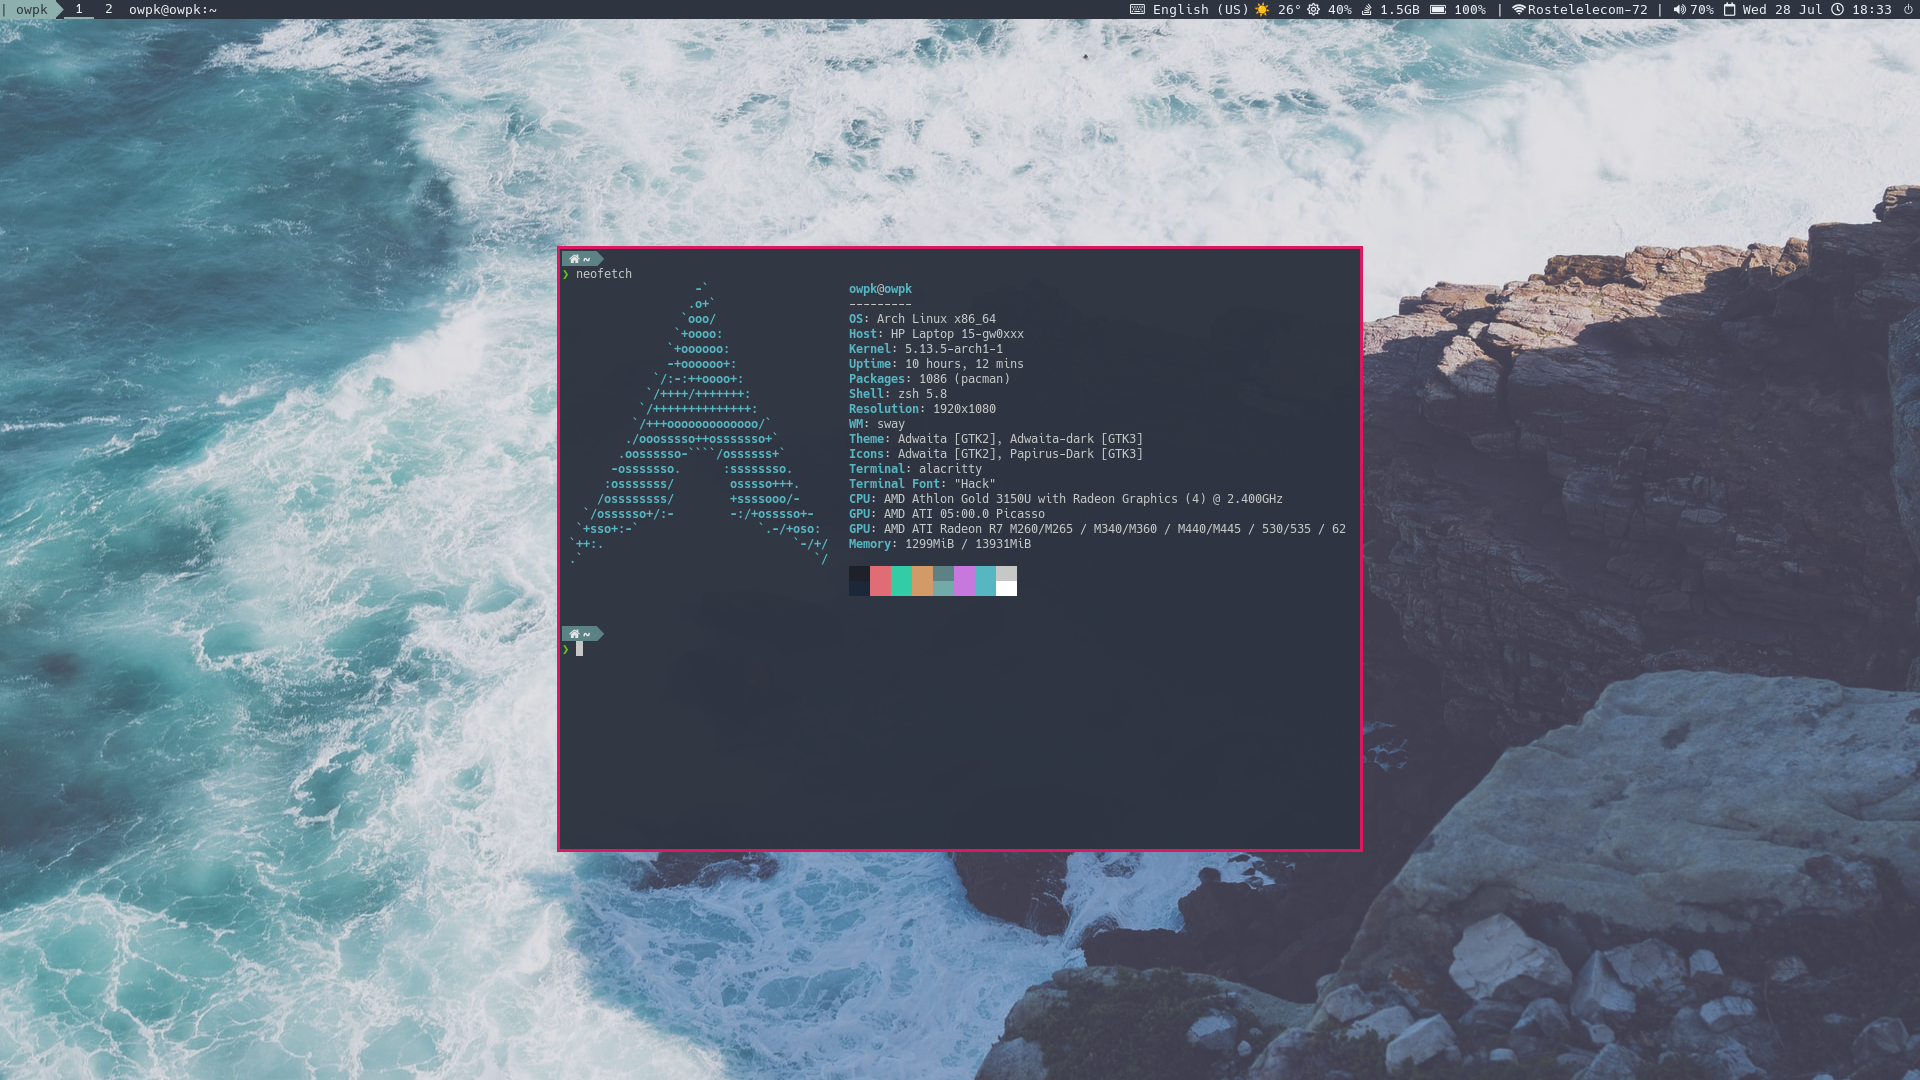 | owpk 1 2 owpk@owpk:~ English (US) 26° 40% 1.5GB 100% | Rostelelecom-72 | 70% Wed 28 Jul 18:33
~
❯ neofetch
                   -`
                  .o+`
                 `ooo/
                `+oooo:
               `+oooooo:
               -+oooooo+:
             `/:-:++oooo+:
            `/++++/+++++++:
           `/++++++++++++++:
          `/+++ooooooooooooo/`
         ./ooosssso++osssssso+`
        .oossssso-````/ossssss+`
       -osssssso.      :ssssssso.
      :osssssss/        osssso+++.
     /ossssssss/        +ssssooo/-
   `/ossssso+/:-        -:/+osssso+-
  `+sso+:-`                 `.-/+oso:
 `++:.                           `-/+/
 .`                                 `/
owpk@owpk
---------
OS: Arch Linux x86_64
Host: HP Laptop 15-gw0xxx
Kernel: 5.13.5-arch1-1
Uptime: 10 hours, 12 mins
Packages: 1086 (pacman)
Shell: zsh 5.8
Resolution: 1920x1080
WM: sway
Theme: Adwaita [GTK2], Adwaita-dark [GTK3]
Icons: Adwaita [GTK2], Papirus-Dark [GTK3]
Terminal: alacritty
Terminal Font: "Hack"
CPU: AMD Athlon Gold 3150U with Radeon Graphics (4) @ 2.400GHz
GPU: AMD ATI 05:00.0 Picasso
GPU: AMD ATI Radeon R7 M260/M265 / M340/M360 / M440/M445 / 530/535 / 62
Memory: 1299MiB / 13931MiB
~
❯